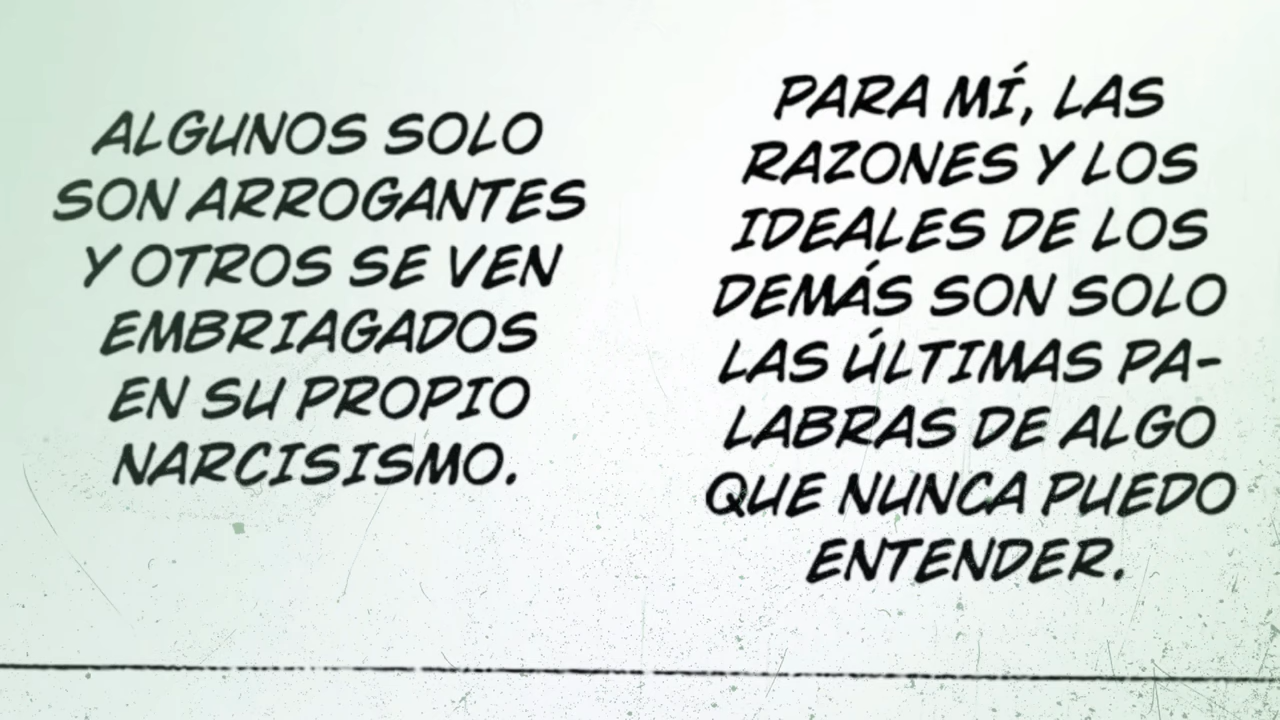 ALGUNOS SOLO
SON ARROGANTES
Y OTROS SE VEN
EMBRIAGADOS
EN SU PROPIO
NARCISISMO.
PARA MÍ, LAS
RAZONES Y LOS
IDEALES DE LOS
DEMÁS SON SOLO
LAS ÚLTIMAS PA-
LABRAS DE ALGO
QUE NUNCA PUEDO
ENTENDER.